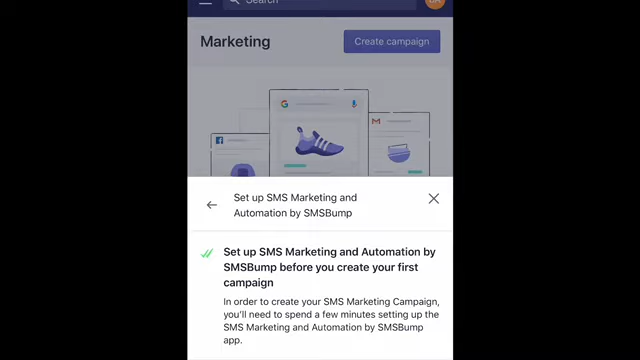 Search
Marketing
Create campaign
Set up SMS Marketing and
Automation by SMSBump
Set up SMS Marketing and Automation by
SMSBump before you create your first
campaign
In order to create your SMS Marketing Campaign,
you'll need to spend a few minutes setting up the
SMS Marketing and Automation by SMSBump
app.